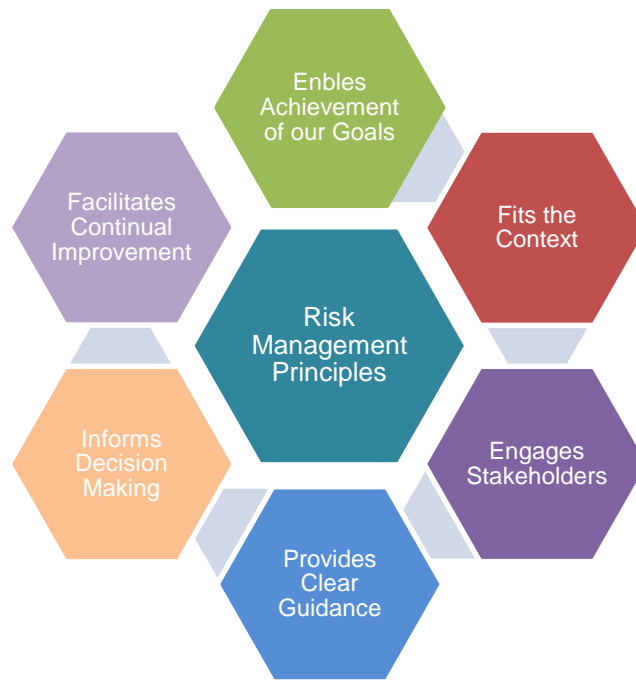 Enbles
Achievement
of our Goals
Fits the
Context
Engages
Stakeholders
Provides
Clear
Guidance
Informs
Decision
Making
Facilitates
Continual
Improvement
Risk
Management
Principles